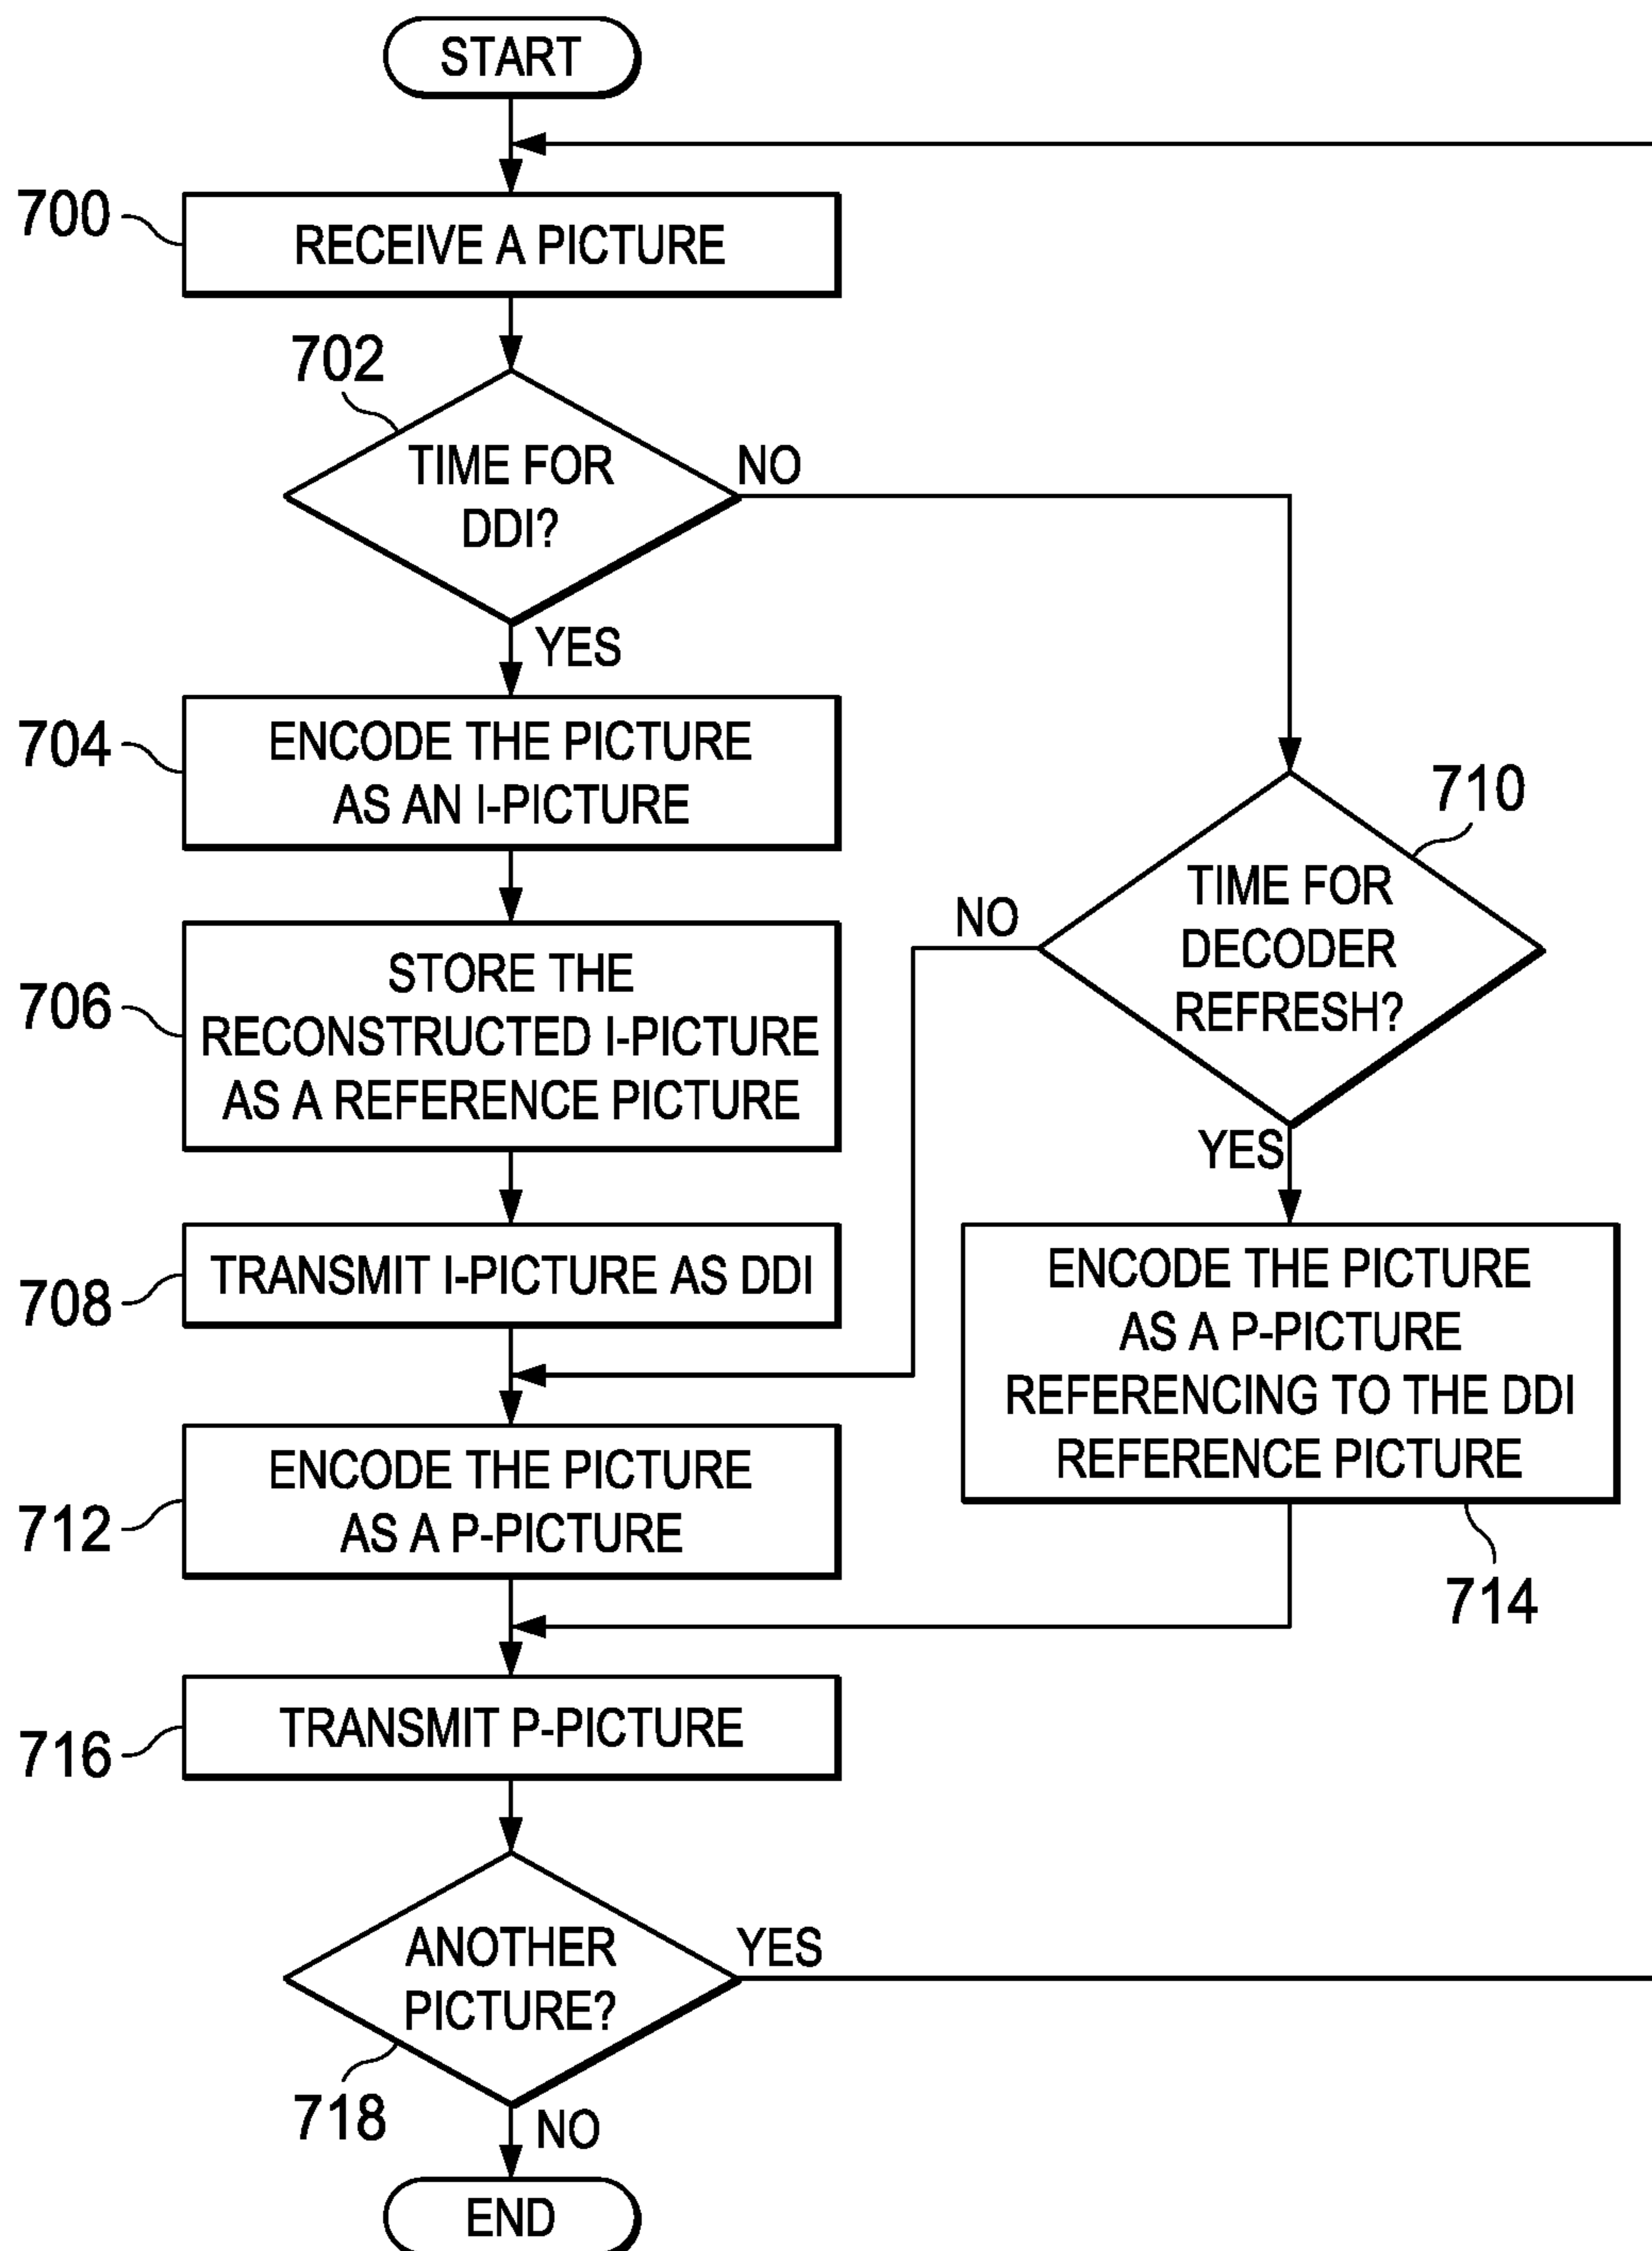 START
700
RECEIVE A PICTURE
702
TIME FOR
DDI?
NO
YES
704
ENCODE THE PICTURE
AS AN I-PICTURE
706
STORE THE
RECONSTRUCTED I-PICTURE
AS A REFERENCE PICTURE
708
TRANSMIT I-PICTURE AS DDI
710
TIME FOR
DECODER
REFRESH?
NO
YES
712
ENCODE THE PICTURE
AS A P-PICTURE
ENCODE THE PICTURE
AS A P-PICTURE
REFERENCING TO THE DDI
REFERENCE PICTURE
714
716
TRANSMIT P-PICTURE
ANOTHER
PICTURE?
YES
718
NO
END